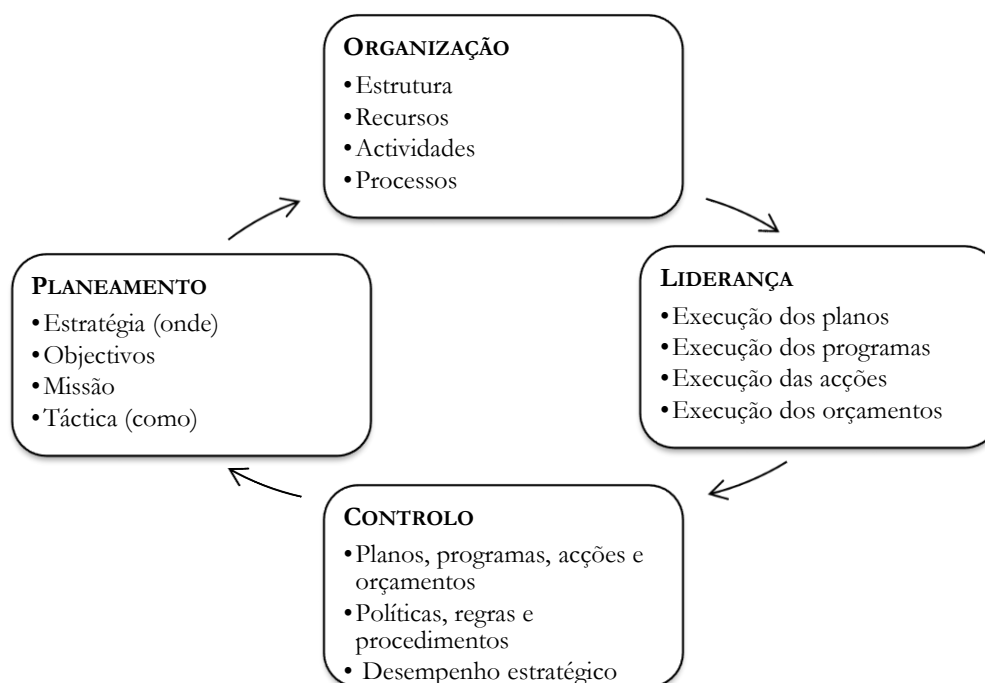 ORGANIZAÇÃO
•Estrutura
•Recursos
•Actividades
•Processos
PLANEAMENTO
•Estratégia (onde)
•Objectivos
•Missão
•Táctica (como)
LIDERANÇA
•Execução dos planos
•Execução dos programas
•Execução das acções
•Execução dos orçamentos
CONTROLO
•Planos, programas, acções e
orçamentos
•Políticas, regras e
procedimentos
• Desempenho estratégico